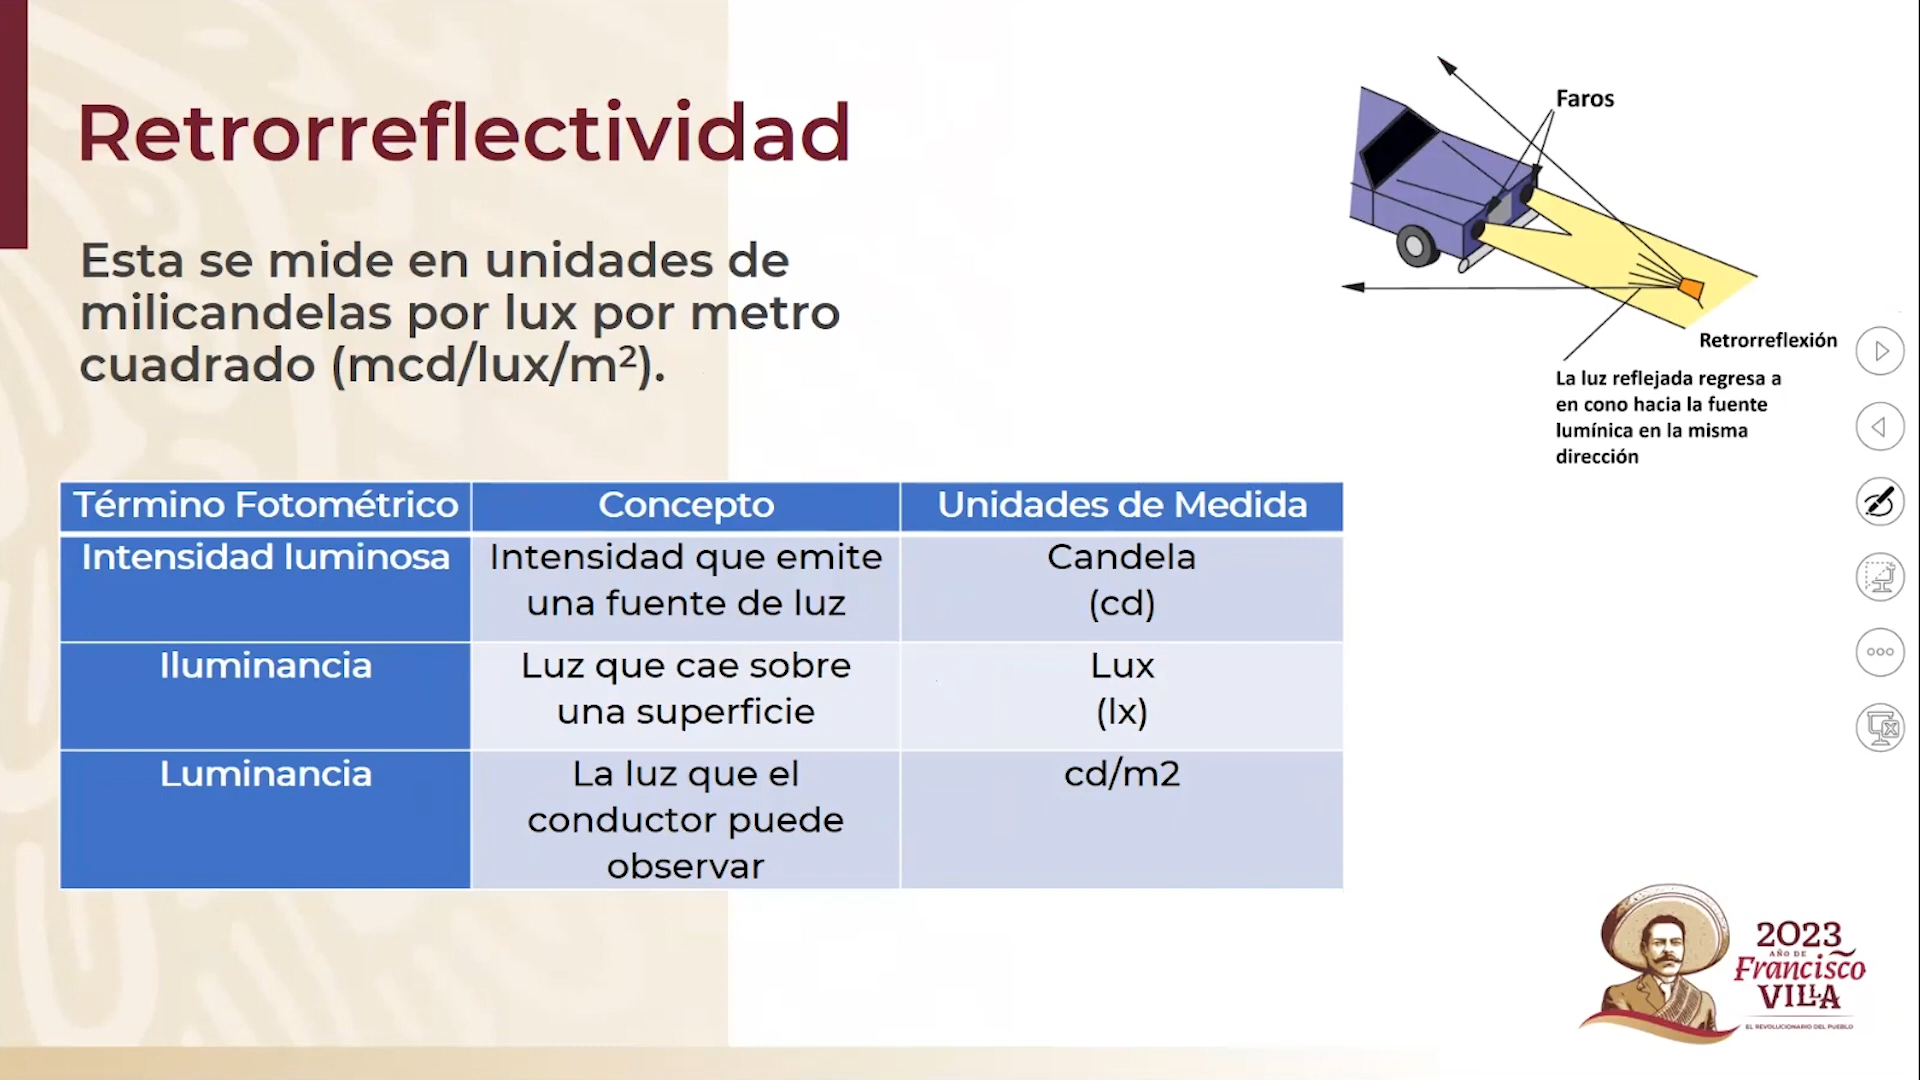 Retrorreflectividad
Esta se mide en unidades de
milicandelas por lux por metro
cuadrado (mcd/lux/m²).
Faros
Retrorreflexión
La luz reflejada regresa a
en cono hacia la fuente
lumínica en la misma
dirección
Término Fotométrico
Concepto
Unidades de Medida
Intensidad luminosa
Intensidad que emite
una fuente de luz
Candela
(cd)
Iluminancia
Luz que cae sobre
una superficie
Lux
(lx)
Luminancia
La luz que el
conductor puede
observar
cd/m2
2023
AÑO DE
Francisco
VILLA
EL REVOLUCIONARIO DEL PUEBLO